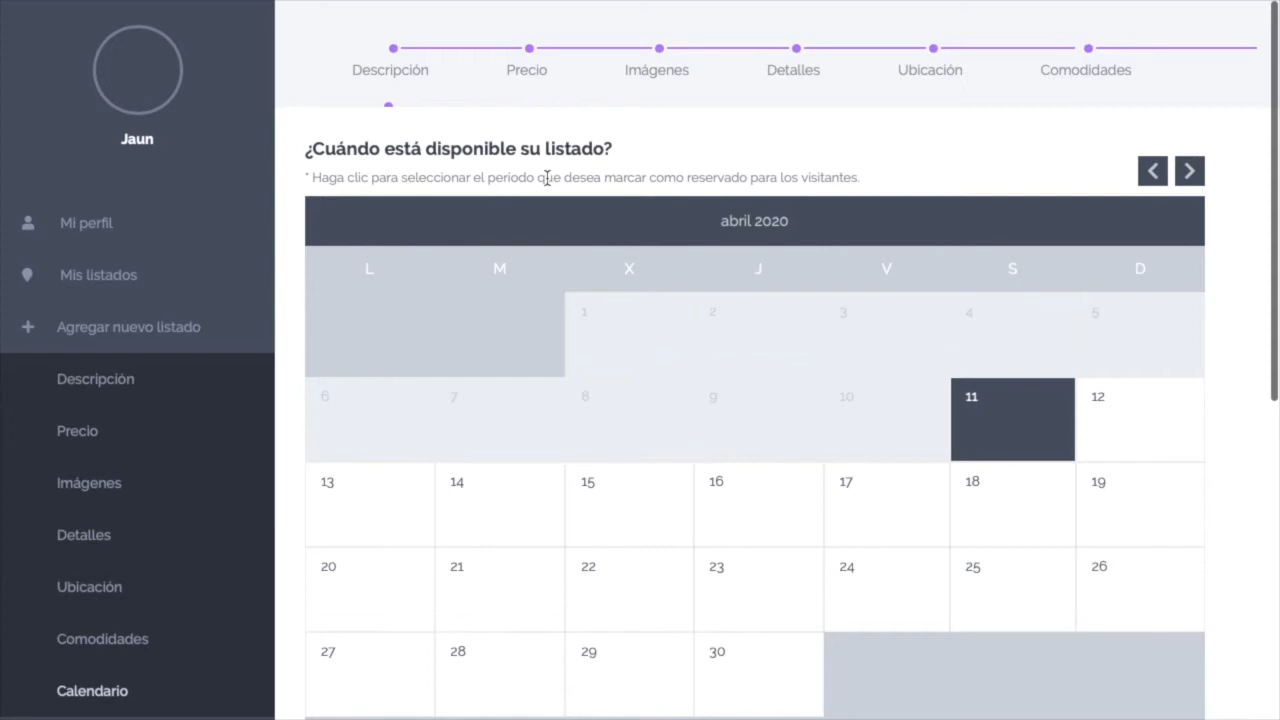 Jaun
Mi perfil
Mis listados
Agregar nuevo listado
Descripción
Precio
Imágenes
Detalles
Ubicación
Comodidades
Calendario
Descripción Precio Imágenes Detalles Ubicación Comodidades
¿Cuándo está disponible su listado?
* Haga clic para seleccionar el período que desea marcar como reservado para los visitantes.
abril 2020
L M X J V S D
1 2 3 4 5
6 7 8 9 10 11 12
13 14 15 16 17 18 19
20 21 22 23 24 25 26
27 28 29 30